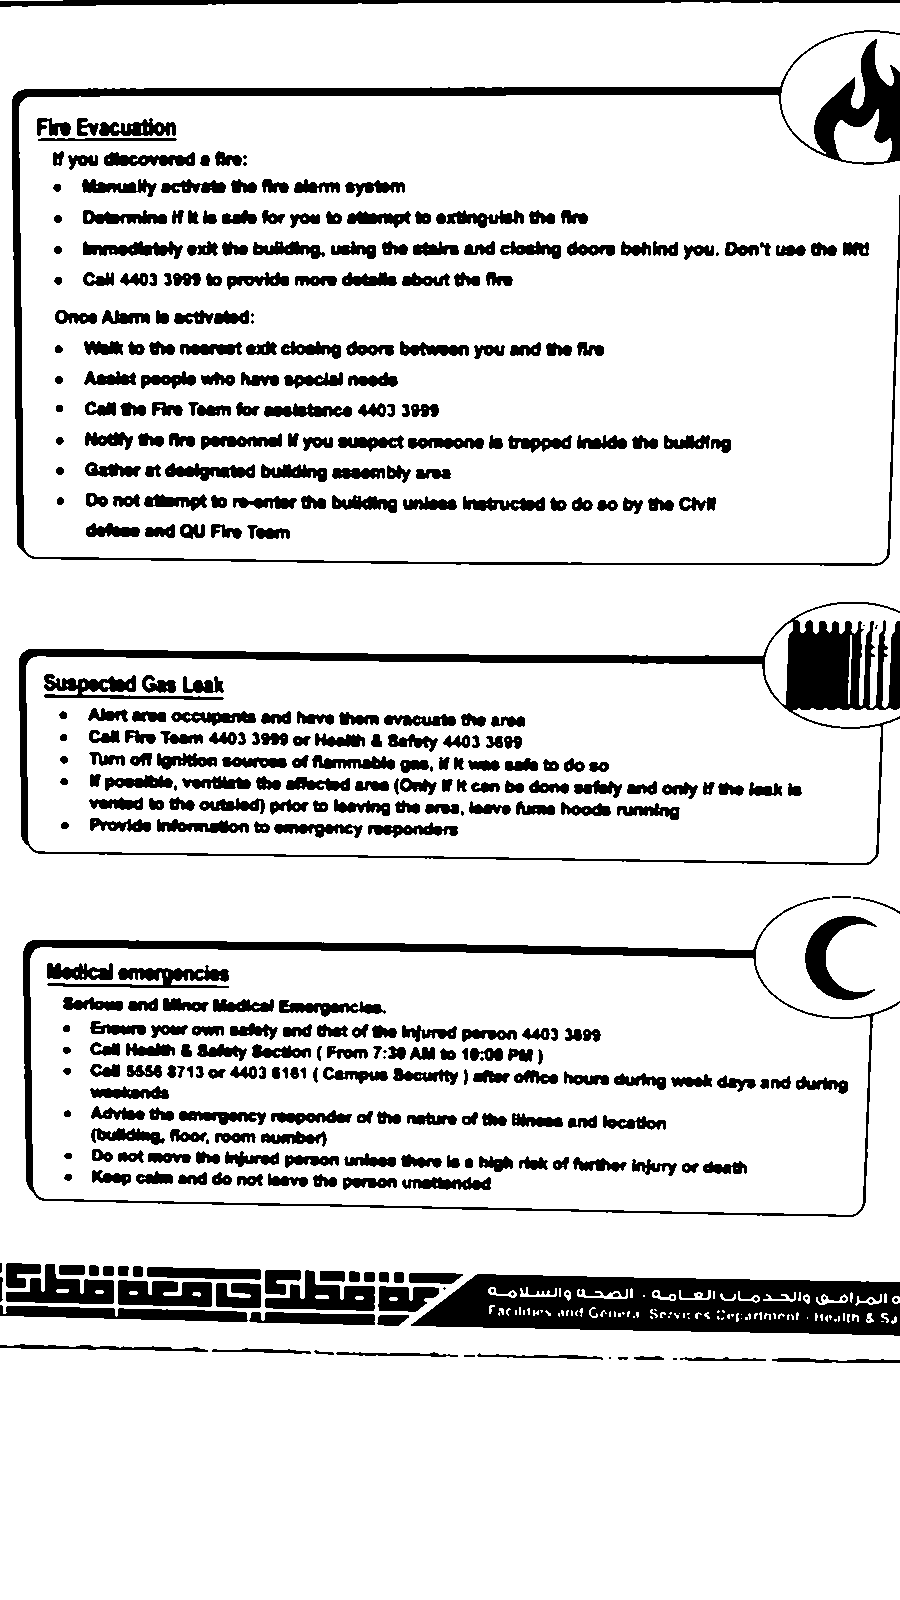 Fire Evacuation
If you discovered a fire:
• Manually activate the fire alarm system
• Determine if it is safe for you to attempt to extinguish the fire
• Immediately exit the building, using the stairs and closing doors behind you. Don't use the lift!
• Call 4403 3999 to provide more details about the fire
Once Alarm is activated:
• Walk to the nearest exit closing doors between you and the fire
• Assist people who have special needs
• Call the Fire Team for assistance 4403 3999
• Notify the fire personnel if you suspect someone is trapped inside the building
• Gather at designated building assembly area
• Do not attempt to re-enter the building unless instructed to do so by the Civil
defese and QU Fire Team
Suspected Gas Leak
• Alert area occupants and have them evacuate the area
• Call Fire Team 4403 3999 or Health & Safety 4403 3899
• Turn off ignition sources of flammable gas, if it was safe to do so
• If possible, ventilate the affected area (Only if it can be done safely and only if the leak is
vented to the outsied) prior to leaving the area, leave fume hoods running
• Provide information to emergency responders
Medical emergencies
Serious and Minor Medical Emergencies.
• Ensure your own safety and that of the injured person 4403 3899
• Call Health & Safety Section ( From 7:30 AM to 10:00 PM )
• Call 5556 8713 or 4403 6161 ( Campus Security ) after office hours during week days and during
weekends
• Advise the emergency responder of the nature of the illness and location
(building, floor, room number)
• Do not move the injured person unless there is a high risk of further injury or death
• Keep calm and do not leave the person unattended
جامعة قطر
المرافق والخدمات العامة - الصحة والسلامة
Facilities and General Services Department - Health &